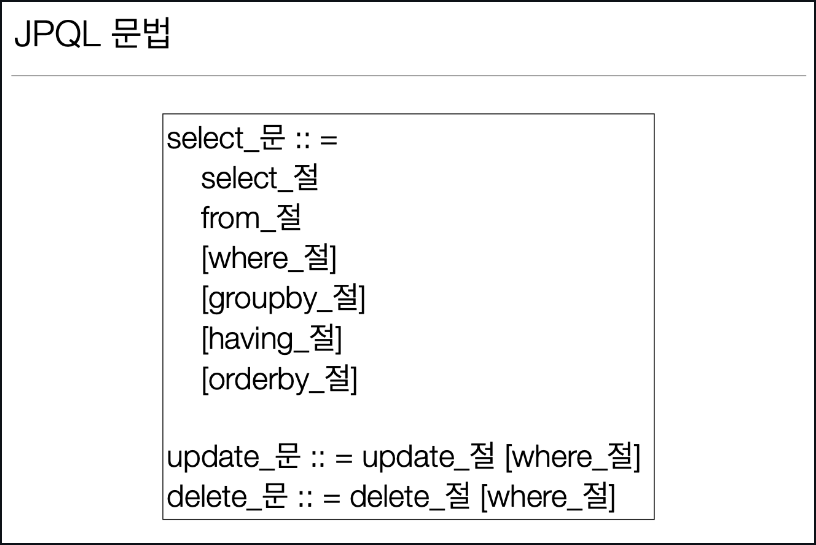 JPQL 문법
select_문 :: =
select_절
from_절
[where_절]
[groupby_절]
[having_절]
[orderby_절]
update_문 :: = update_절 [where_절]
delete_문 :: = delete_절 [where_절]